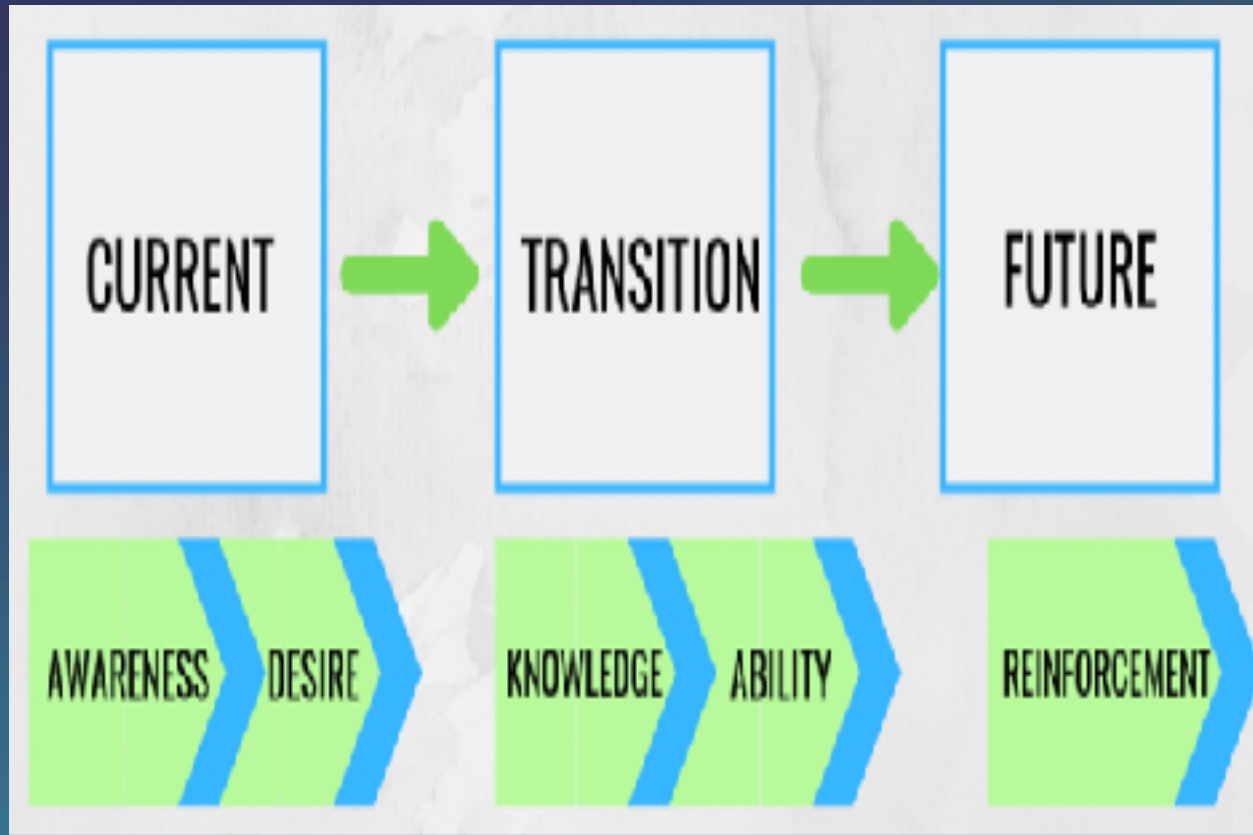 CURRENT
TRANSITION
FUTURE
AWARENESS
DESIRE
KNOWLEDGE
ABILITY
REINFORCEMENT